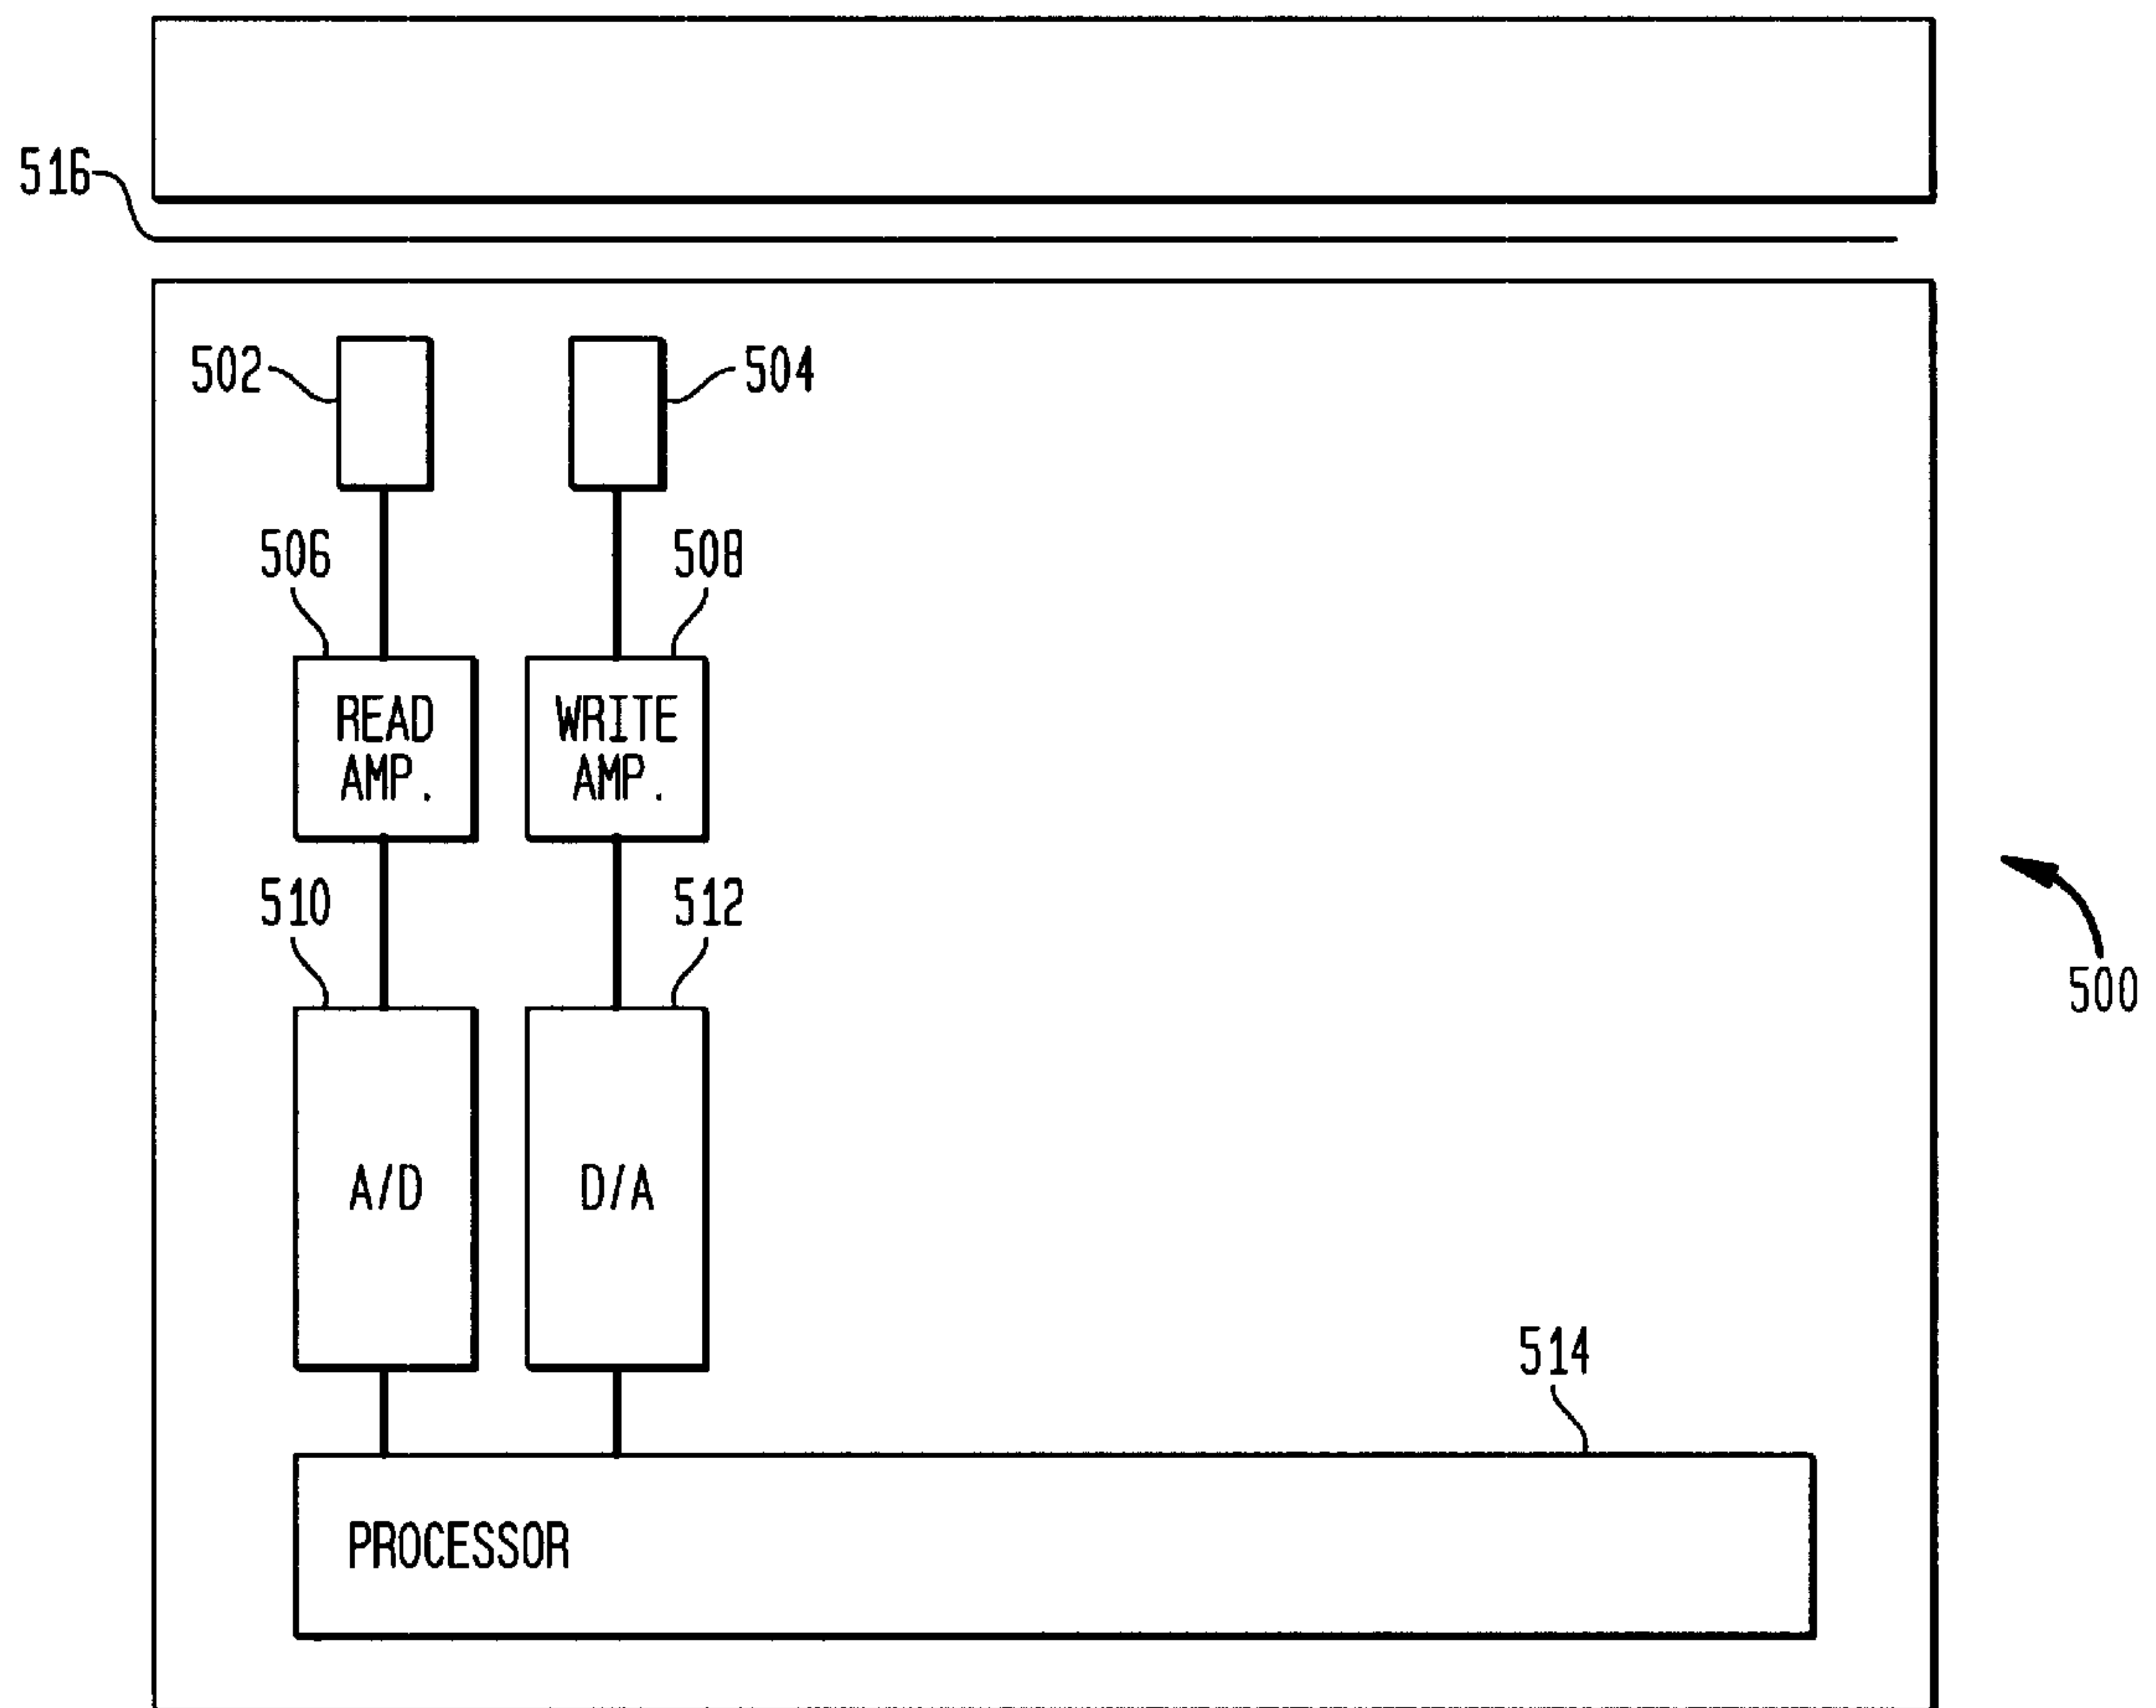 516
502
504
506
508
READ
AMP.
WRITE
AMP.
510
512
500
A/D
D/A
514
PROCESSOR